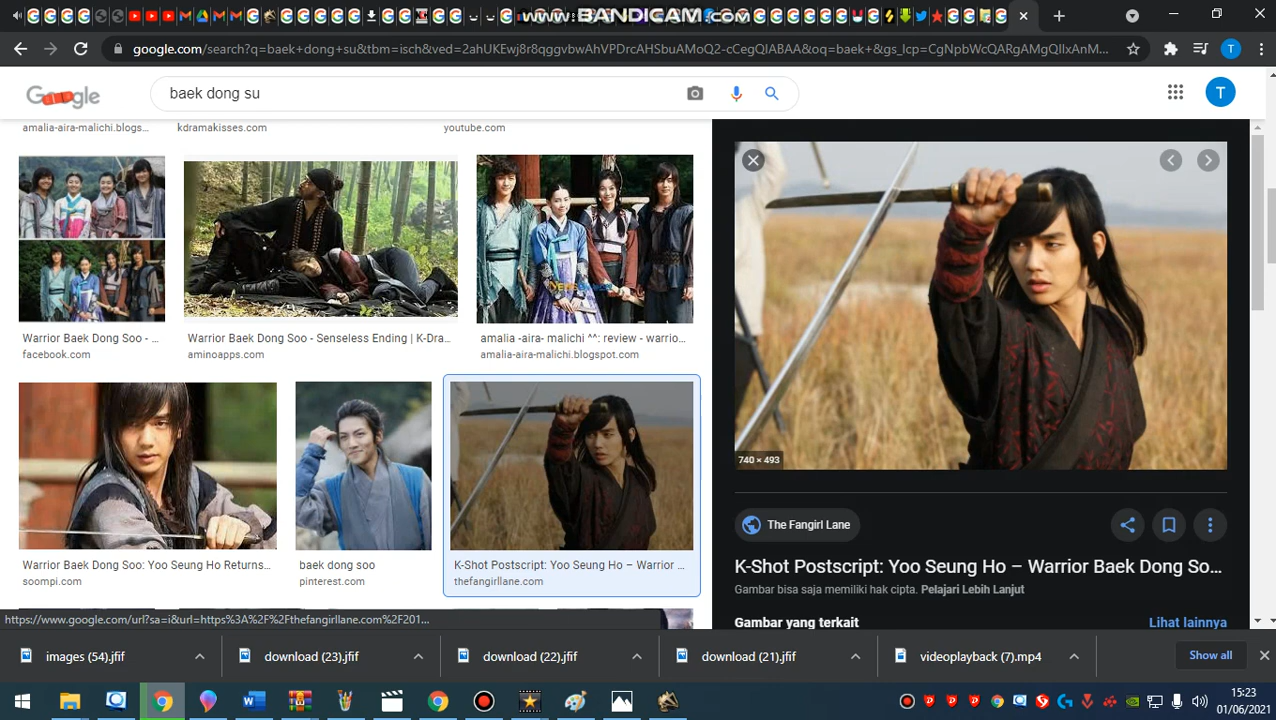 www.BANDICAM.com
google.com/search?q=baek+dong+su&tbm=isch&ved=2ahUKEwj8r8qggvbwAhVPDrcAHSbuAMoQ2-cCegQIABAA&oq=baek+&gs_lcp=CgNpbWcQARgAMgQIIxAnM...
T
Google
baek dong su
T
amalia-aira-malichi.blogs...
kdramakisses.com
youtube.com
Warrior Baek Dong Soo - ...
facebook.com
Warrior Baek Dong Soo - Senseless Ending | K-Dra...
aminoapps.com
amalia -aira- malichi ^^: review - warrio...
amalia-aira-malichi.blogspot.com
Warrior Baek Dong Soo: Yoo Seung Ho Returns...
soompi.com
baek dong soo
pinterest.com
K-Shot Postscript: Yoo Seung Ho – Warrior ...
thefangirllane.com
740 × 493
The Fangirl Lane
K-Shot Postscript: Yoo Seung Ho – Warrior Baek Dong So...
Gambar bisa saja memiliki hak cipta. Pelajari Lebih Lanjut
Gambar yang terkait
Lihat lainnya
https://www.google.com/url?sa=i&url=https%3A%2F%2Fthefangirllane.com%2F201...
images (54).jfif
download (23).jfif
download (22).jfif
download (21).jfif
videoplayback (7).mp4
Show all
15:23
01/06/2021